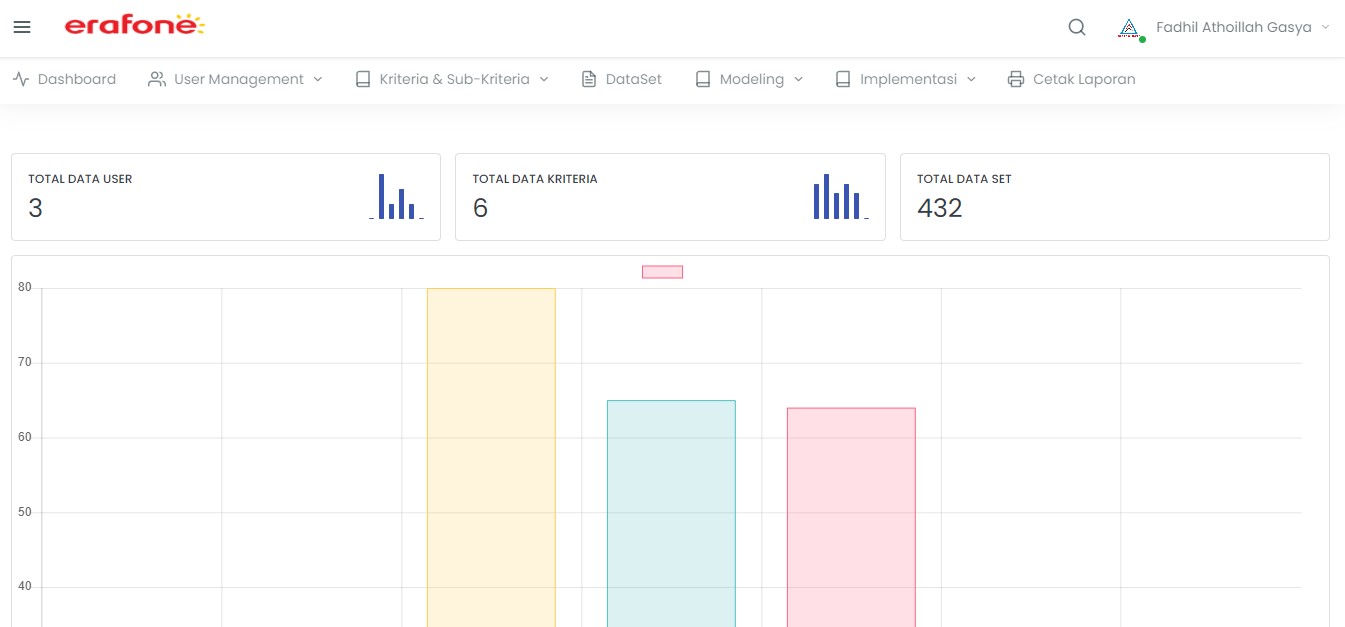 erafone
Fadhil Athoillah Gasya
Dashboard User Management Kriteria & Sub-Kriteria DataSet Modeling Implementasi Cetak Laporan
TOTAL DATA USER
3
TOTAL DATA KRITERIA
6
TOTAL DATA SET
432
80
70
60
50
40